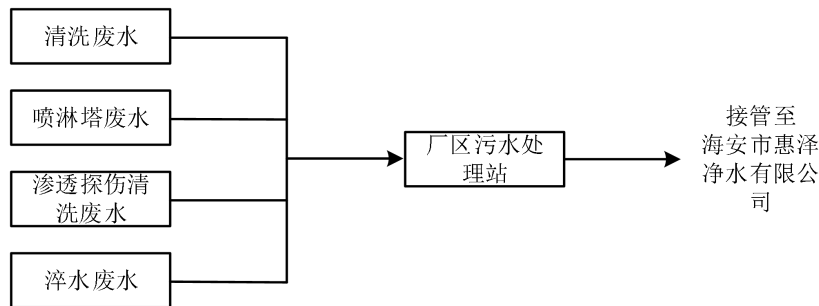 清洗废水
喷淋塔废水
渗透探伤清
洗废水
淬水废水
厂区污水处
理站
接管至
海安市惠泽
净水有限公
司